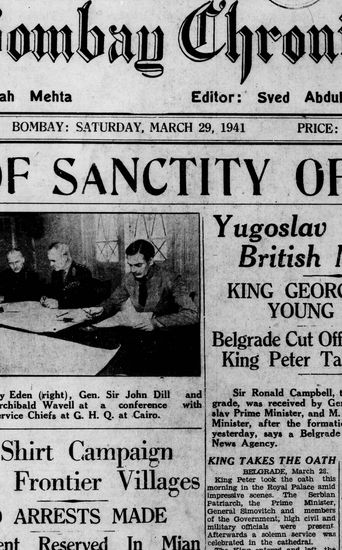 Bombay Chroni
ah Mehta
Editor: Syed Abdul
BOMBAY: SATURDAY, MARCH 29, 1941
PRICE:
OF SANCTITY OF
y Eden (right), Gen. Sir John Dill and
rchibald Wavell at a conference with
ervice Chiefs at G. H. Q. at Cairo.
Shirt Campaign
Frontier Villages
ARRESTS MADE
ent Reserved In Mian
Yugoslav
British
KING GEORG
YOUNG
Belgrade Cut Off
King Peter Ta
Sir Ronald Campbell, t
grade, was received by Gen
slav Prime Minister, and M.
Minister, after the formati
yesterday, says a Belgrade
News Agency.
KING TAKES THE OATH
BELGRADE, March 28.
King Peter took the oath this
morning in the Royal Palace amid
impressive scenes. The Serbian
Patriarch, the Prime Minister,
General Simovitch and members
of the Government, high civil and
military officials were present.
Afterwards a solemn service was
celebrated in the cathedral.